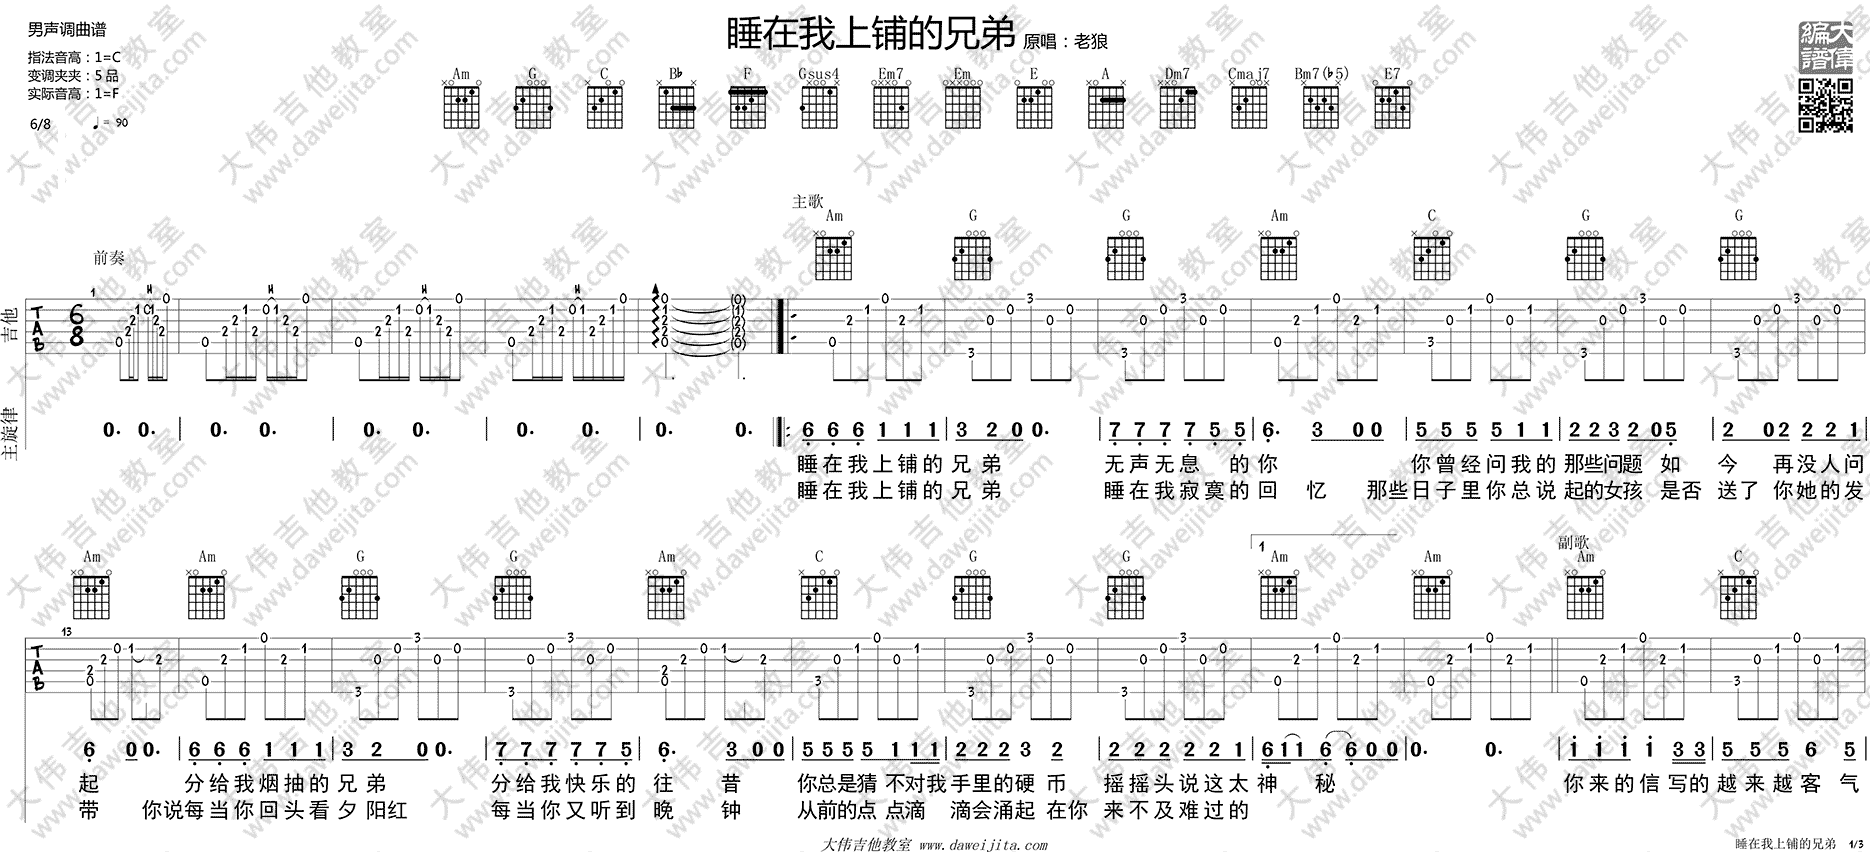 睡在我上铺的兄弟 原唱：老狼
男声调曲谱
指法音高：1=C
变调夹夹：5品
实际音高：1=F
6/8 ♩= 90
大偉編譜
Am G C B♭ F Gsus4 Em7 Em E A Dm7 Cmaj7 Bm7(♭5) E7
主歌
Am G G Am C G G
前奏
1
吉他
主旋律
0. 0. | 0. 0. | 0. 0. | 0. 0. | 0. 0. 6 6 6 1 1 1 | 3 2 0 0. | 7 7 7 7 5 5 | 6. 3 0 0 | 5 5 5 5 1 1 | 2 2 3 2 0 5 | 2 0 2 2 2 1
睡在我上铺的兄弟 无声无息 的你 你曾经问我的那些问题 如今 再没人问
睡在我上铺的兄弟 睡在我寂寞的回忆 那些日子里你总说起的女孩 是否 送了你她的发
1
副歌
Am Am G G Am C G G Am Am Am C
13
6 0 0. | 6 6 6 1 1 1 | 3 2 0 0. | 7 7 7 7 7 5 | 6. 3 0 0 | 5 5 5 5 1 1 1 | 2 2 2 3 2 | 2 2 2 2 2 1 | 6 1 1 6 6 0 0 | 0. 0. 1 1 1 1 3 3 | 5 5 5 6 5
起 分给我烟抽的兄弟 分给我快乐的往昔 你总是猜 不对我手里的硬币 摇摇头说这太神秘 你来的信写的越来越客气
带 你说每当你回头看夕阳红 每当你又听到晚钟 从前的点点滴滴会涌起 在你来不及难过的
大伟吉他教室 www.daweijita.com
睡在我上铺的兄弟 1/3